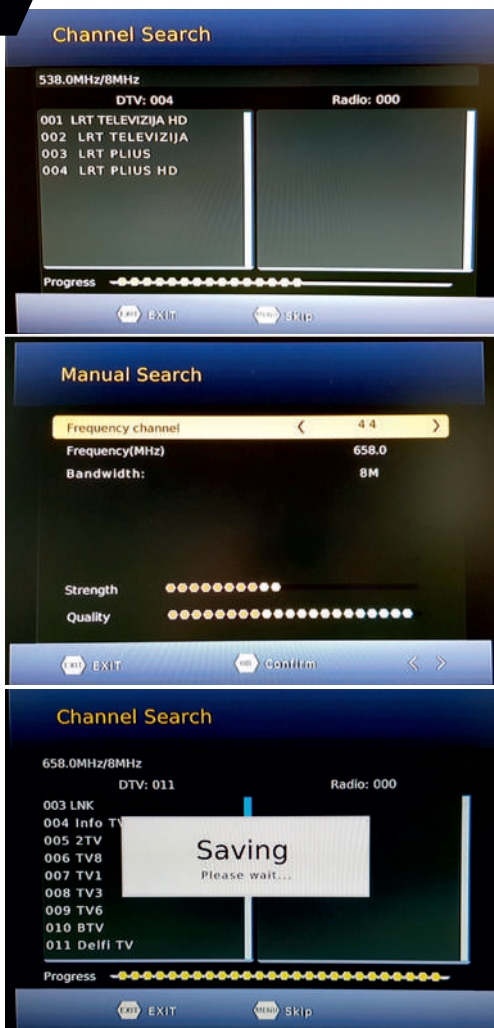 Channel Search
538.0MHz/8MHz
DTV: 004 Radio: 000
001 LRT TELEVIZIJA HD
002 LRT TELEVIZIJA
003 LRT PLIUS
004 LRT PLIUS HD
Progress
EXIT EXIT MENU Skip
Manual Search
Frequency channel < 44 >
Frequency(MHz) 658.0
Bandwidth: 8M
Strength
Quality
EXIT EXIT Confirm
Channel Search
658.0MHz/8MHz
DTV: 011 Radio: 000
003 LNK
004 Info TV
005 2TV
006 TV8
007 TV1
008 TV3
009 TV6
010 BTV
011 Delfi TV
Saving
Please wait...
Progress
EXIT EXIT MENU Skip